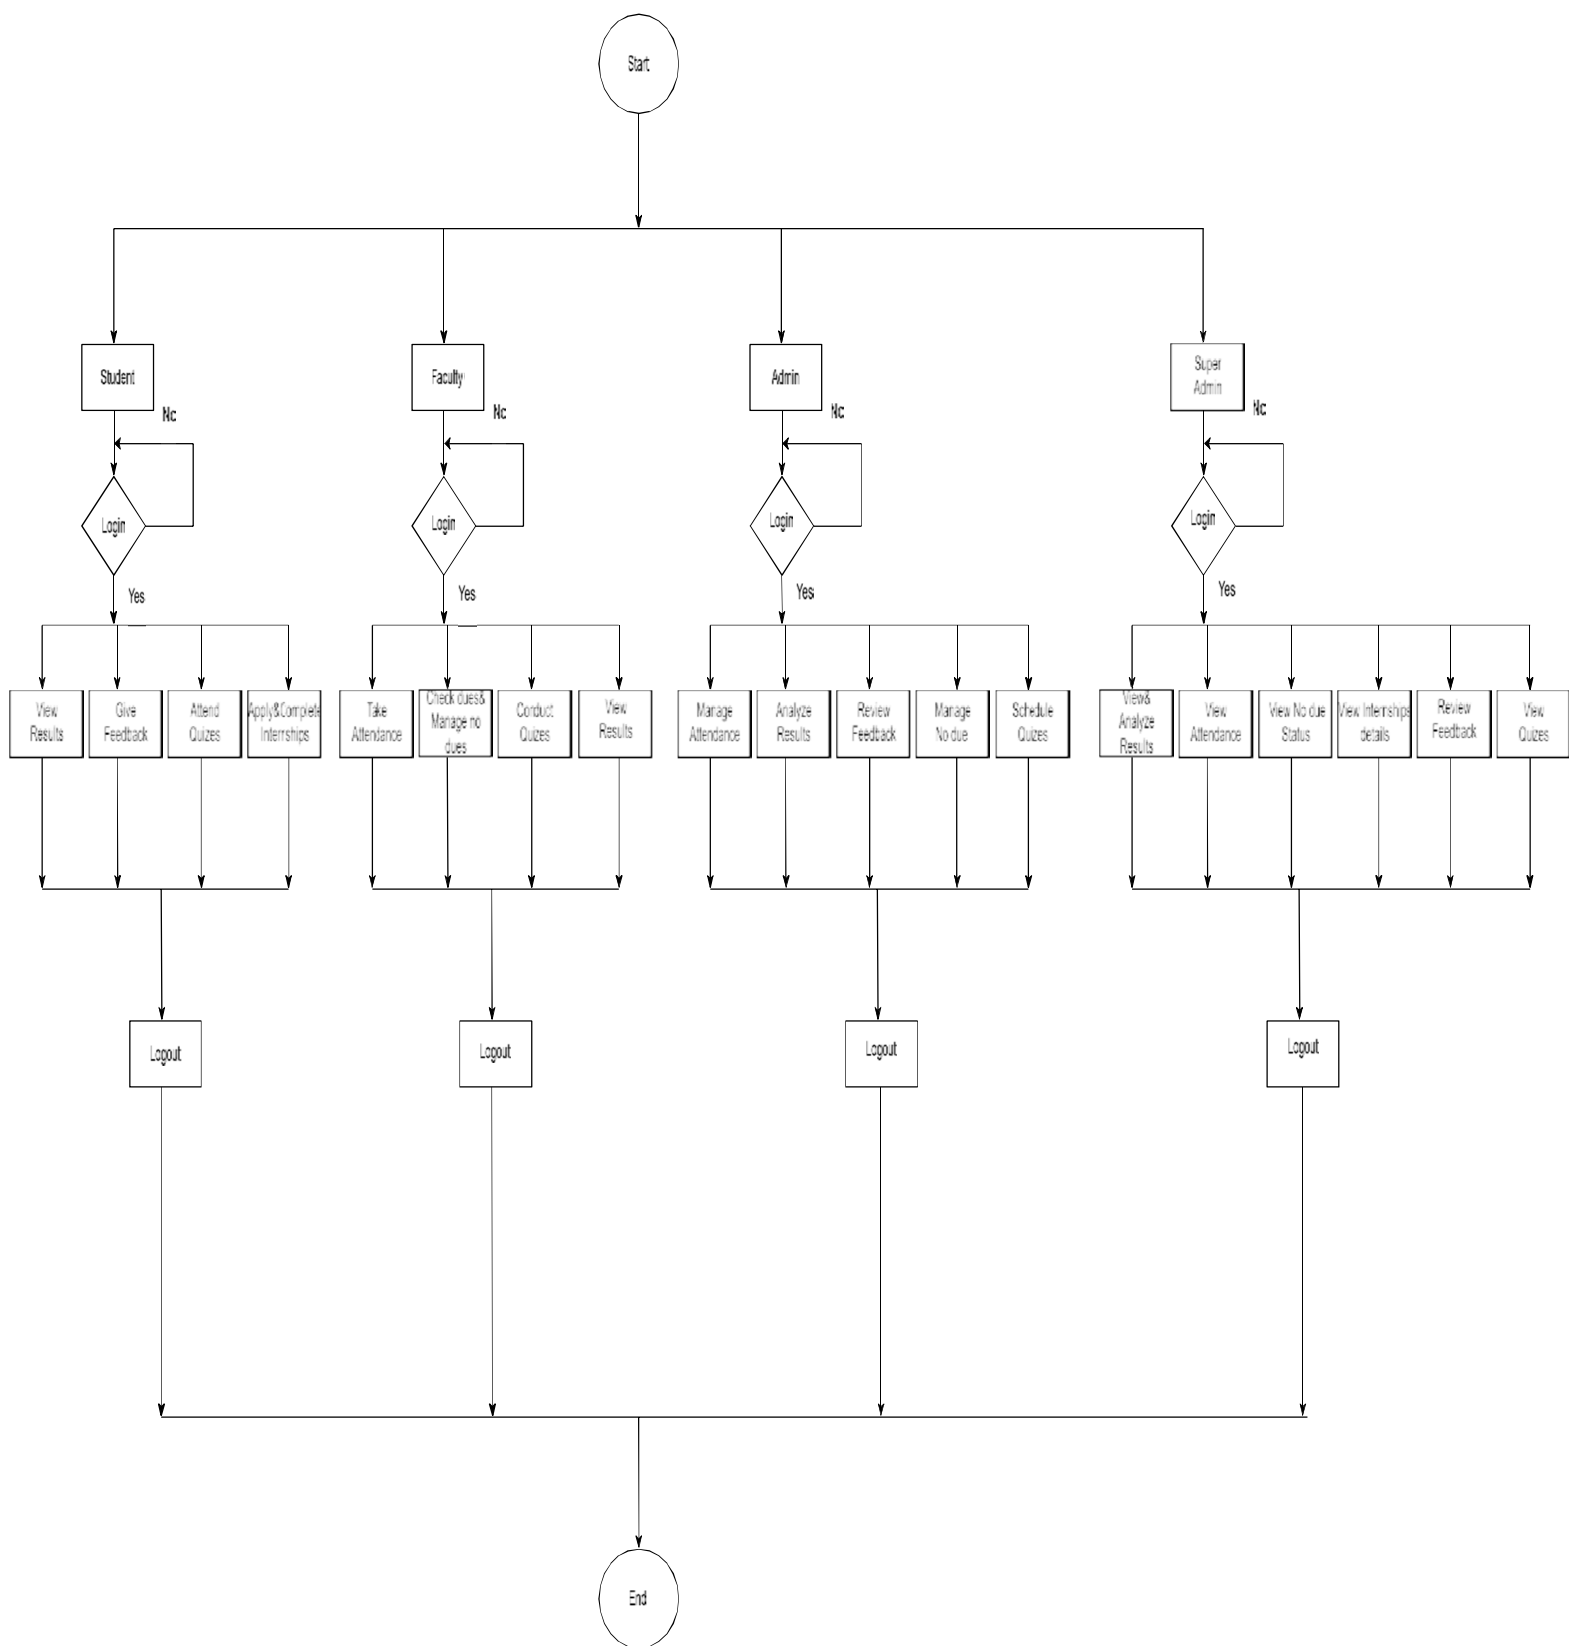 Start
Student
Faculty
Admin
Super
Admin
No
No
No
No
Login
Login
Login
Login
Yes
Yes
Yes
Yes
View
Results
Give
Feedback
Attend
Quizes
Apply&Complete
Internships
Take
Attendance
Check dues&
Manage no
dues
Conduct
Quizes
View
Results
Manage
Attendance
Analyze
Results
Review
Feedback
Manage
No due
Schedule
Quizes
View&
Analyze
Results
View
Attendance
View No due
Status
View Internships
details
Review
Feedback
View
Quizes
Logout
Logout
Logout
Logout
End